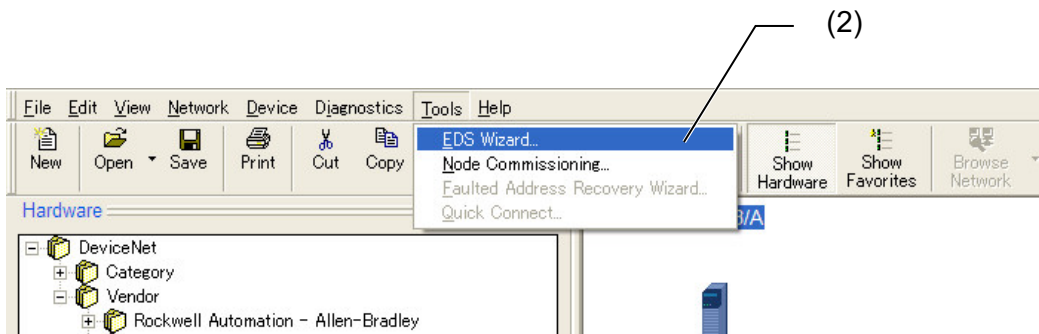 (2)
File Edit View Network Device Diagnostics Tools Help
New Open Save Print Cut Copy
EDS Wizard...
Node Commissioning...
Faulted Address Recovery Wizard...
Quick Connect...
Show Hardware
Show Favorites
Browse Network
Hardware
/A
DeviceNet
Category
Vendor
Rockwell Automation - Allen-Bradley